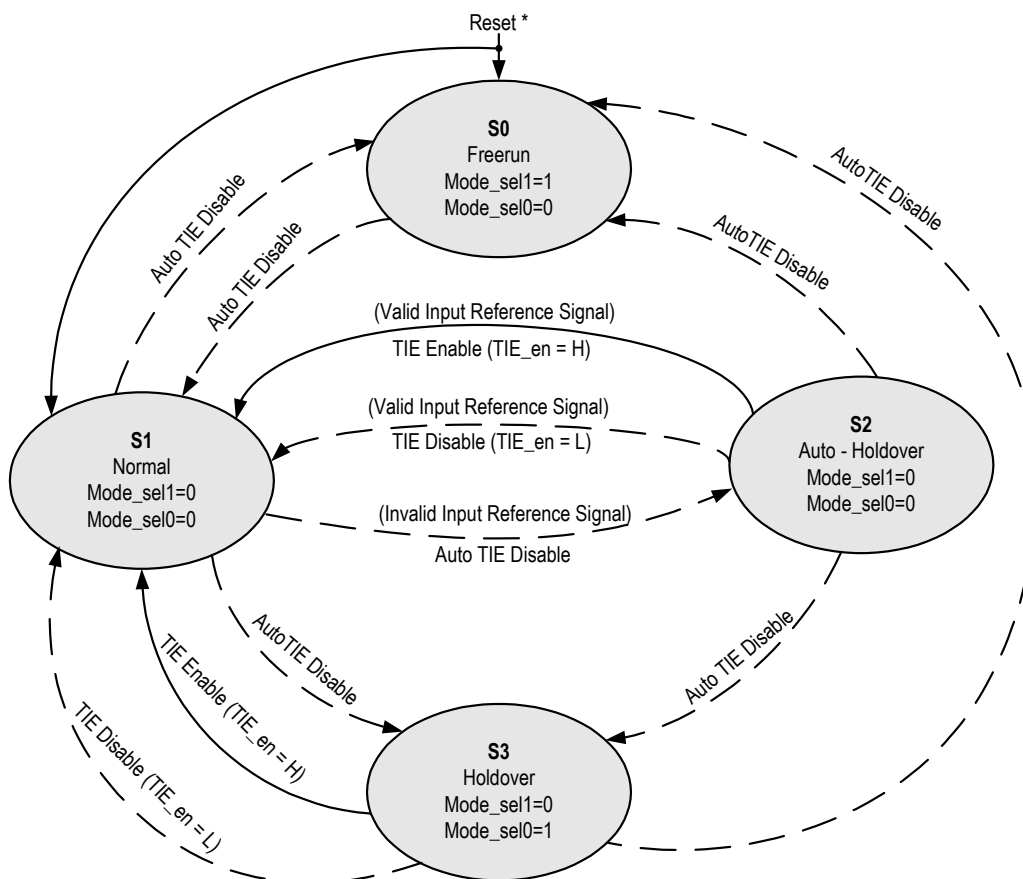 Reset *
S0
Freerun
Mode_sel1=1
Mode_sel0=0
Auto TIE Disable
Auto TIE Disable
AutoTIE Disable
AutoTIE Disable
(Valid Input Reference Signal)
TIE Enable (TIE_en = H)
(Valid Input Reference Signal)
TIE Disable (TIE_en = L)
(Invalid Input Reference Signal)
Auto TIE Disable
S1
Normal
Mode_sel1=0
Mode_sel0=0
S2
Auto - Holdover
Mode_sel1=0
Mode_sel0=0
AutoTIE Disable
Auto TIE Disable
TIE Enable (TIE_en = H)
TIE Disable (TIE_en = L)
S3
Holdover
Mode_sel1=0
Mode_sel0=1